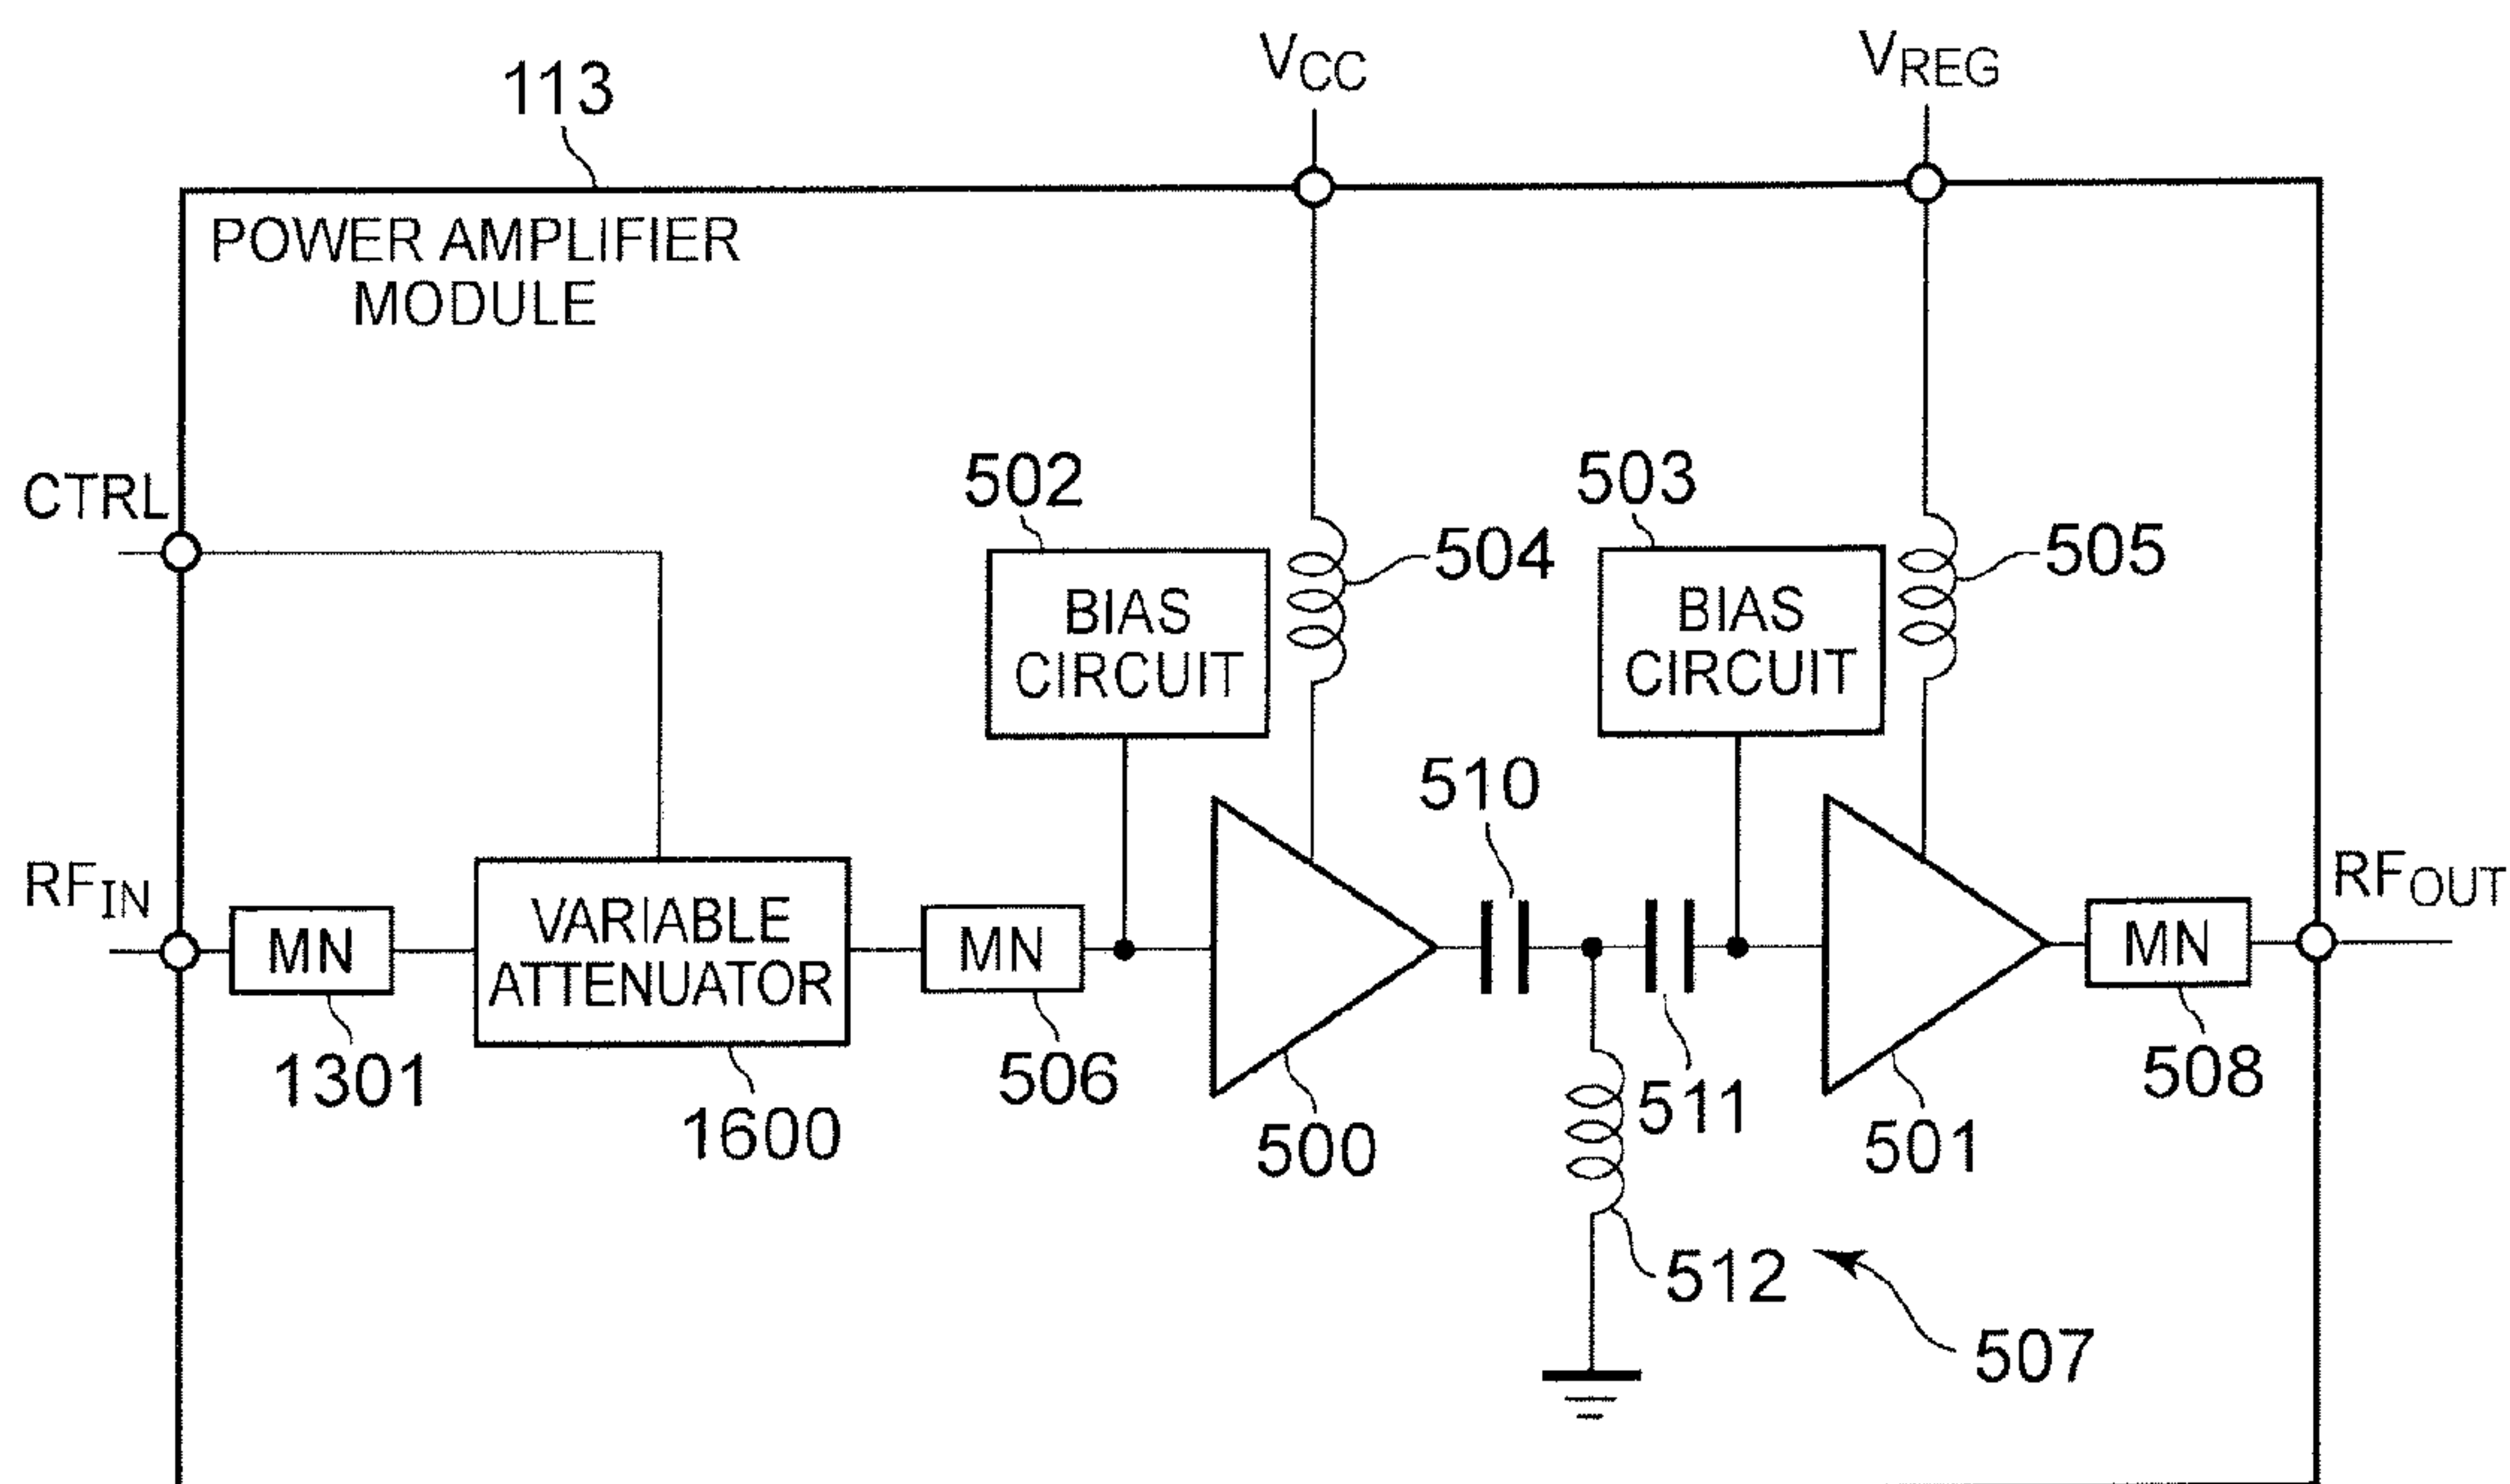 113
VCC
VREG
POWER AMPLIFIER
MODULE
CTRL
502
503
504
505
BIAS
CIRCUIT
BIAS
CIRCUIT
510
RFIN
RFOUT
MN
VARIABLE
ATTENUATOR
MN
MN
1301
1600
506
500
511
501
508
512
507